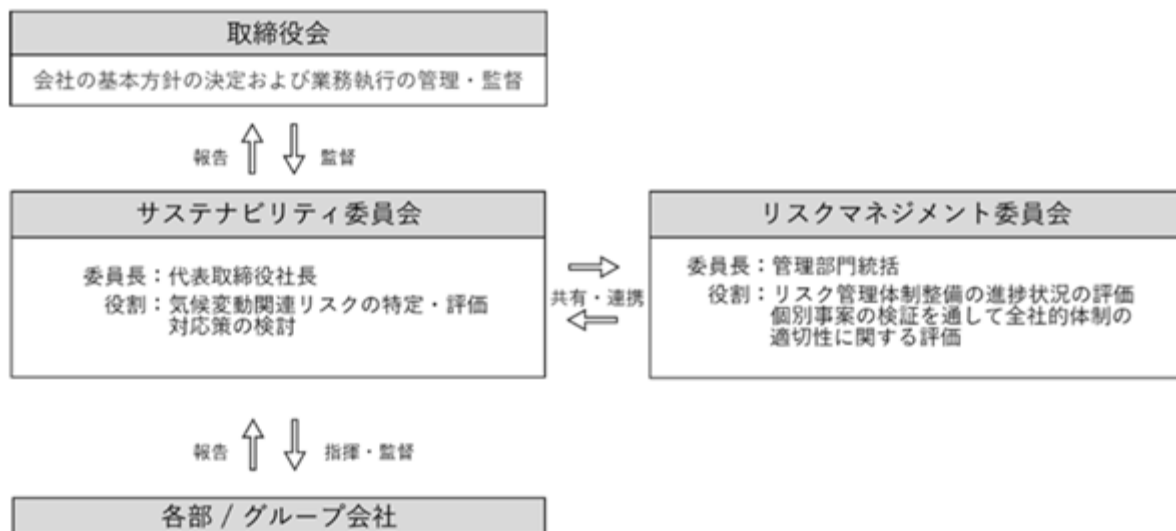 取締役会
会社の基本方針の決定および業務執行の管理・監督
報告
監督
サステナビリティ委員会
委員長：代表取締役社長
役割：気候変動関連リスクの特定・評価
対応策の検討
共有・連携
リスクマネジメント委員会
委員長：管理部門統括
役割：リスク管理体制整備の進捗状況の評価
個別事案の検証を通して全社的体制の
適切性に関する評価
報告
指揮・監督
各部 / グループ会社